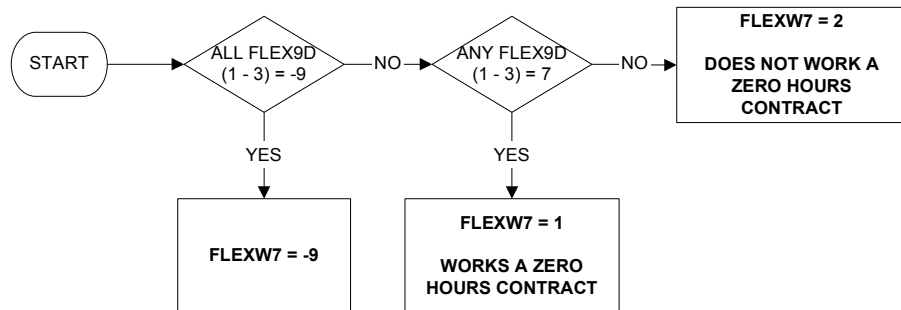 START
ALL FLEX9D
(1 - 3) = -9
NO
ANY FLEX9D
(1 - 3) = 7
NO
FLEXW7 = 2
DOES NOT WORK A
ZERO HOURS
CONTRACT
YES
YES
FLEXW7 = -9
FLEXW7 = 1
WORKS A ZERO
HOURS CONTRACT